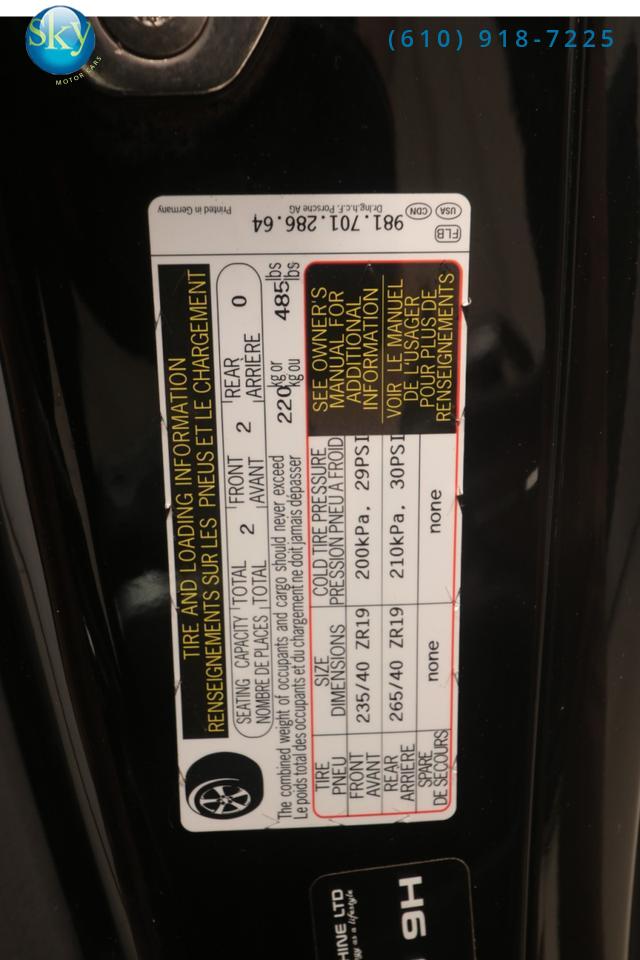 Sky
MOTOR CARS
(610) 918-7225
TIRE AND LOADING INFORMATION
RENSEIGNEMENTS SUR LES PNEUS ET LE CHARGEMENT
SEATING CAPACITY TOTAL 2 FRONT 2 REAR 0
NOMBRE DE PLACES TOTAL AVANT ARRIÈRE
The combined weight of occupants and cargo should never exceed 220 kg or 485 lbs
Le poids total des occupants et du chargement ne doit jamais dépasser kg ou lbs
TIRE SIZE COLD TIRE PRESSURE
PNEU DIMENSIONS PRESSION PNEU À FROID
FRONT 235/40 ZR19 200kPa, 29PSI
AVANT
REAR 265/40 ZR19 210kPa, 30PSI
ARRIÈRE
SPARE none none
DE SECOURS
SEE OWNER'S
MANUAL FOR
ADDITIONAL
INFORMATION
VOIR LE MANUEL
DE L'USAGER
POUR PLUS DE
RENSEIGNEMENTS
Printed in Germany
Dr.Ing.h.c.F. Porsche AG
USA CDN
981.701.286.64
FLB
HINE LTD
as a lifestyle
9H